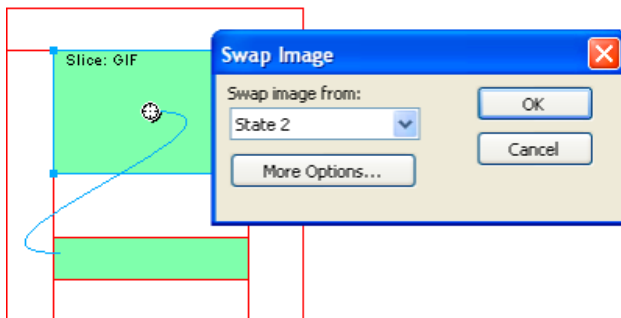 Slice: GIF
Swap Image
Swap image from:
State 2
More Options...
OK
Cancel